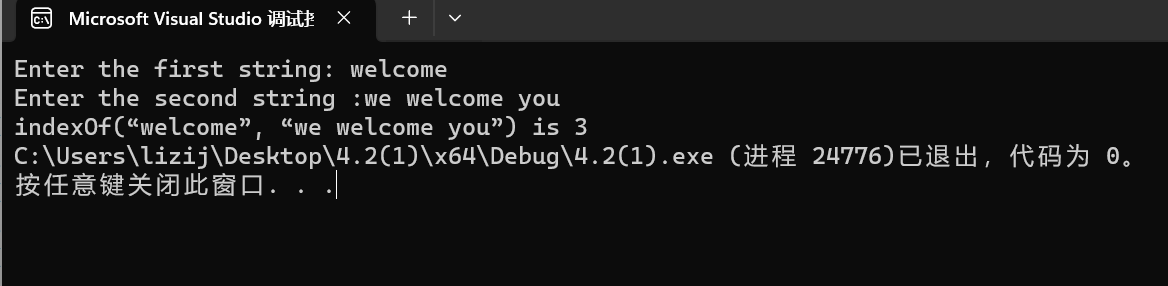 Microsoft Visual Studio 调试控
Enter the first string: welcome
Enter the second string :we welcome you
indexOf(“welcome”, “we welcome you”) is 3
C:\Users\lizij\Desktop\4.2(1)\x64\Debug\4.2(1).exe (进程 24776)已退出，代码为 0。
按任意键关闭此窗口. . .